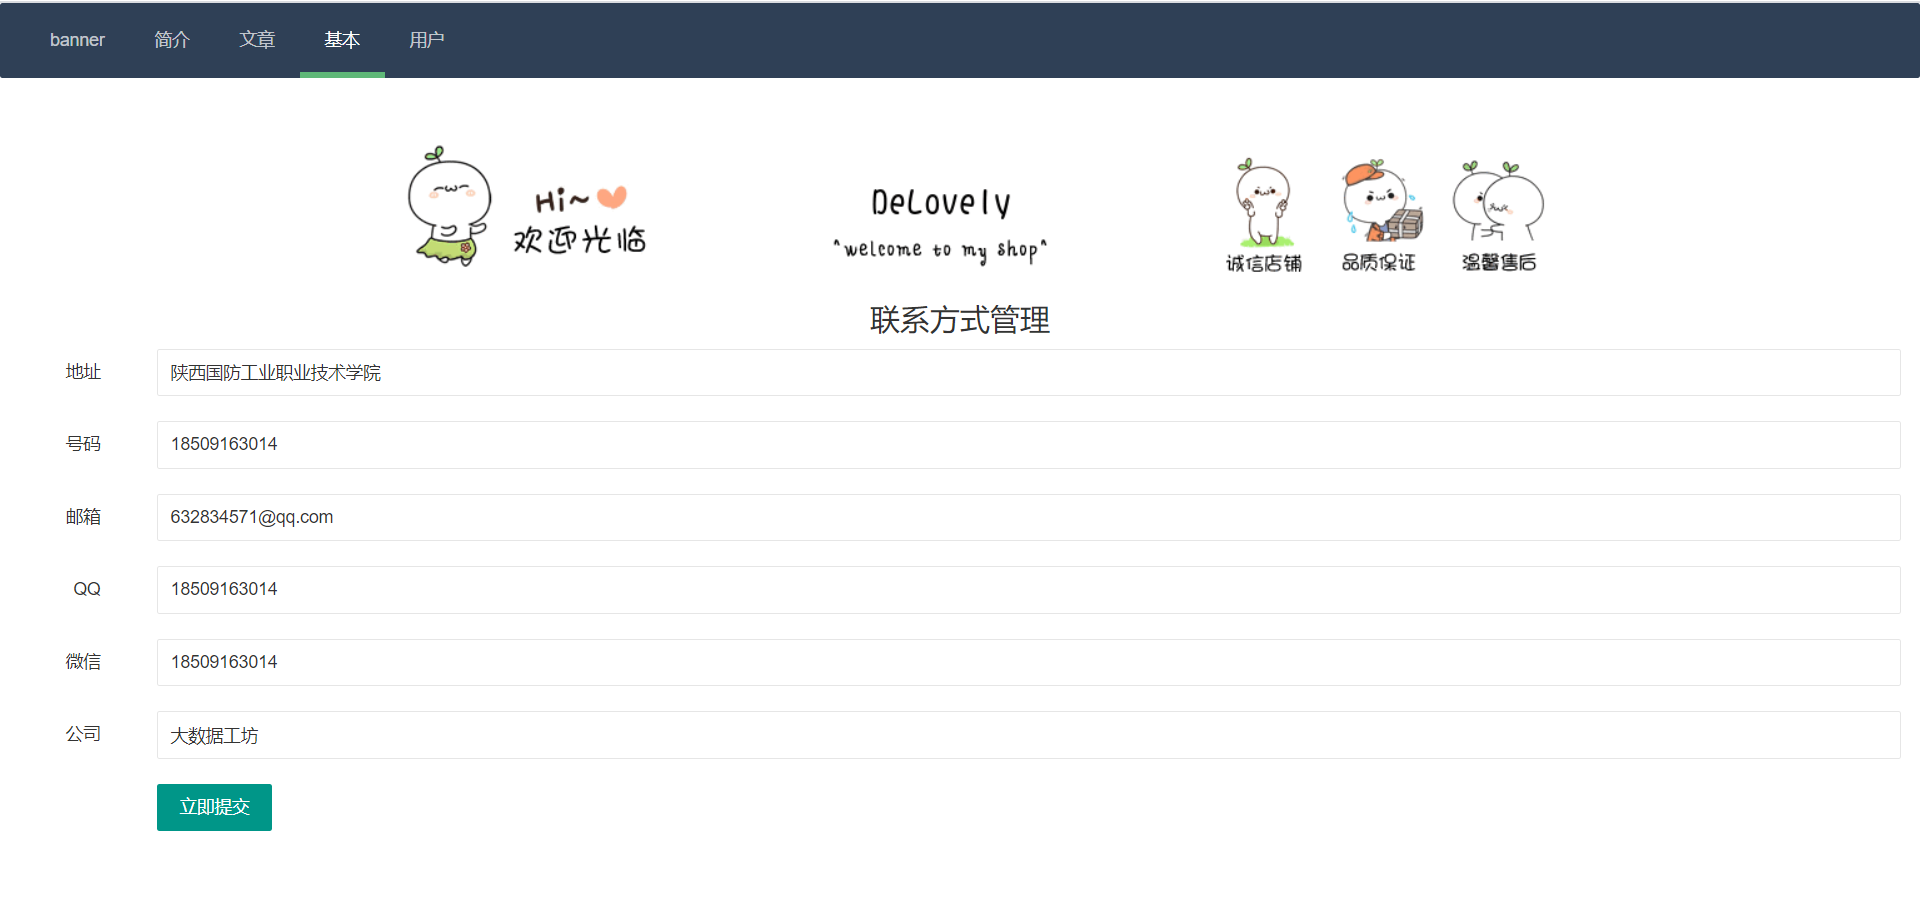 banner 简介 文章 基本 用户
Hi~
欢迎光临
DeLovely
^welcome to my shop^
诚信店铺 品质保证 温馨售后
联系方式管理
地址 陕西国防工业职业技术学院
号码 18509163014
邮箱 632834571@qq.com
QQ 18509163014
微信 18509163014
公司 大数据工坊
立即提交